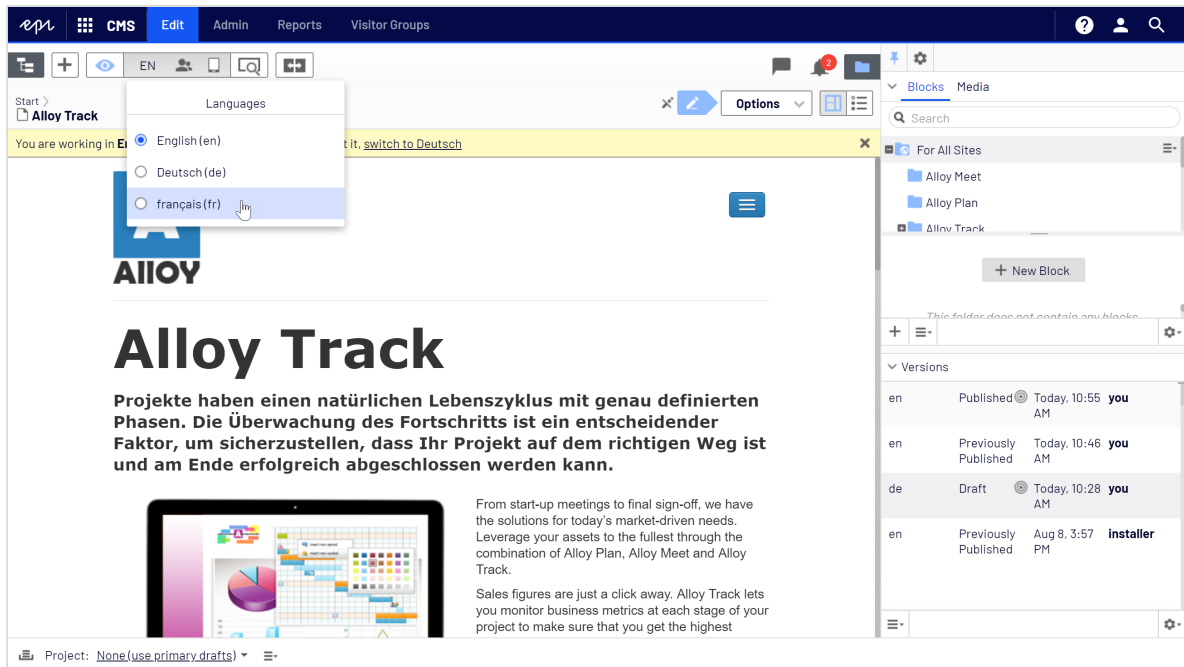 epi CMS Edit Admin Reports Visitor Groups
EN
2
Start
Alloy Track
Options
Languages
English (en)
Deutsch (de)
français (fr)
You are working in
t it, switch to Deutsch
AllOY
Alloy Track
Projekte haben einen natürlichen Lebenszyklus mit genau definierten
Phasen. Die Überwachung des Fortschritts ist ein entscheidender
Faktor, um sicherzustellen, dass Ihr Projekt auf dem richtigen Weg ist
und am Ende erfolgreich abgeschlossen werden kann.
From start-up meetings to final sign-off, we have
the solutions for today's market-driven needs.
Leverage your assets to the fullest through the
combination of Alloy Plan, Alloy Meet and Alloy
Track.
Sales figures are just a click away. Alloy Track lets
you monitor business metrics at each stage of your
project to make sure that you get the highest
Blocks Media
Search
For All Sites
Alloy Meet
Alloy Plan
Alloy Track
New Block
This folder does not contain any blocks
Versions
en Published Today, 10:55 you
AM
en Previously Today, 10:46 you
Published AM
de Draft Today, 10:28 you
AM
en Previously Aug 8, 3:57 installer
Published PM
Project: None (use primary drafts)